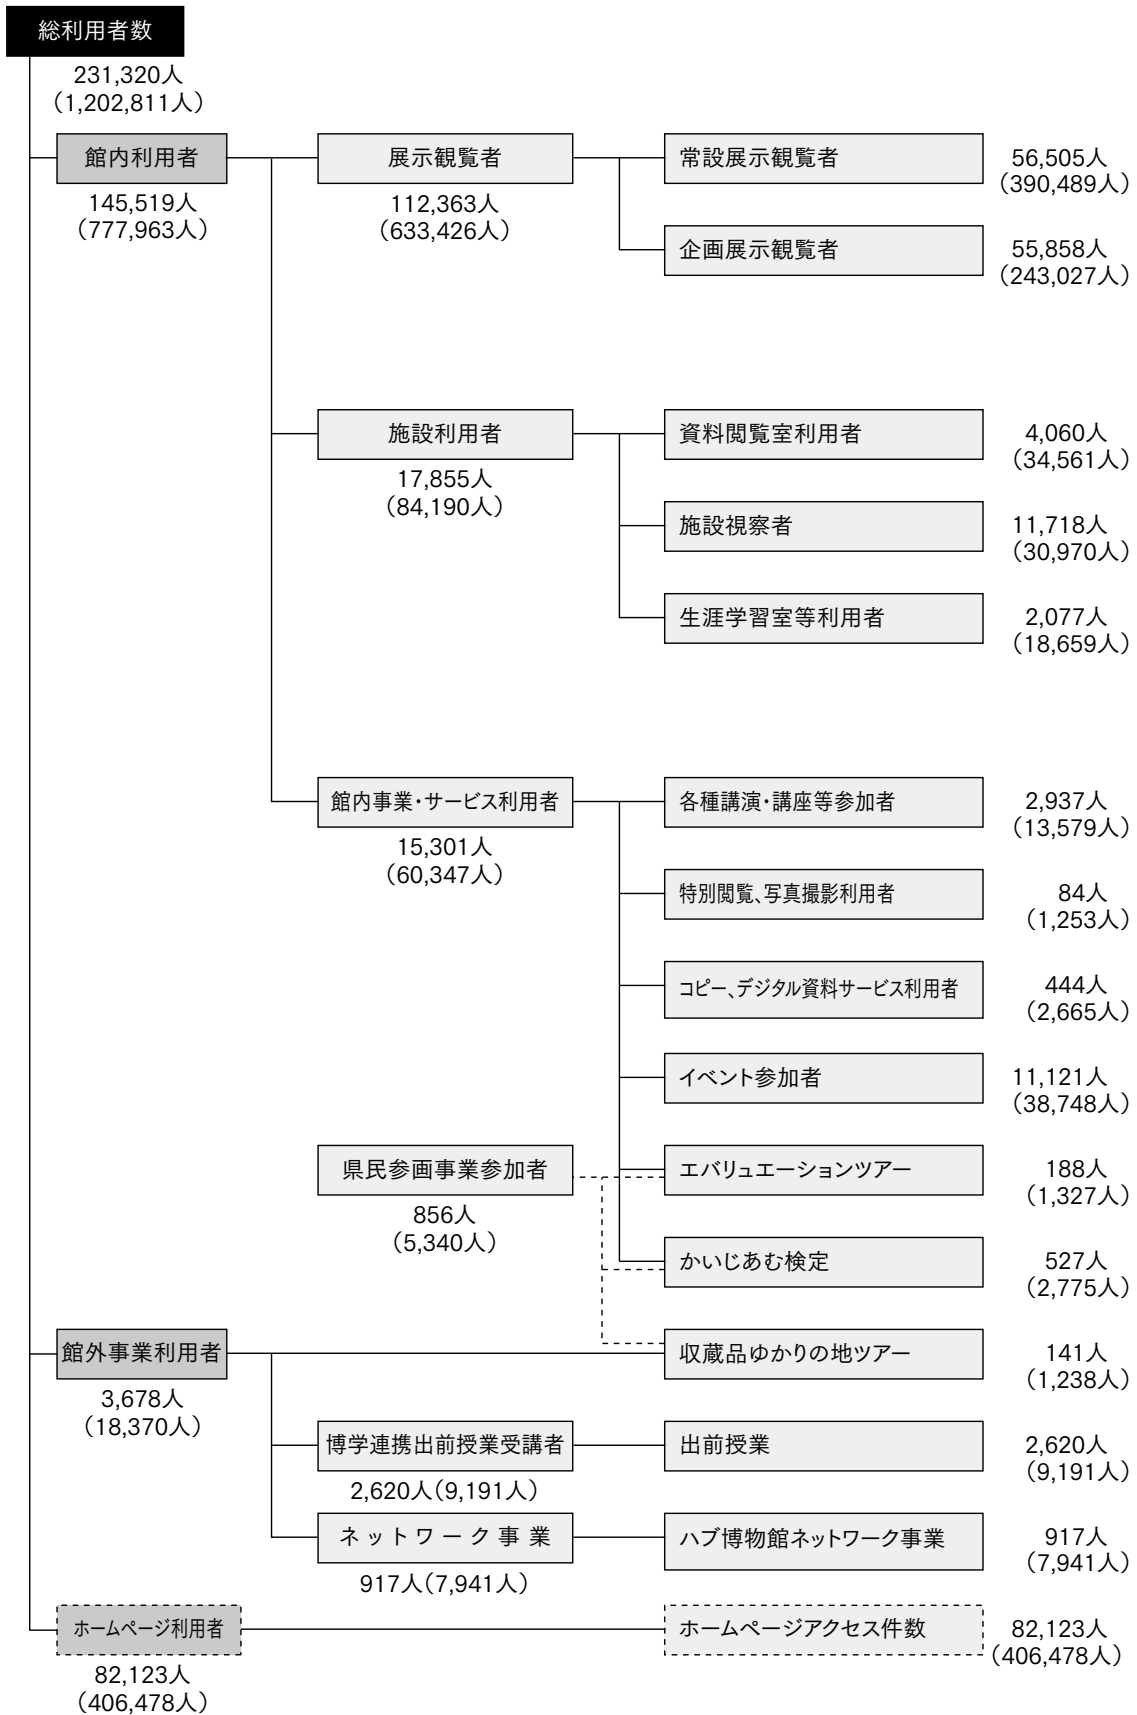 総利用者数
231,320人
（1,202,811人）
館内利用者
145,519人
（777,963人）
展示観覧者
112,363人
（633,426人）
常設展示観覧者
56,505人
（390,489人）
企画展示観覧者
55,858人
（243,027人）
施設利用者
17,855人
（84,190人）
資料閲覧室利用者
4,060人
（34,561人）
施設視察者
11,718人
（30,970人）
生涯学習室等利用者
2,077人
（18,659人）
館内事業・サービス利用者
15,301人
（60,347人）
各種講演・講座等参加者
2,937人
（13,579人）
特別閲覧、写真撮影利用者
84人
（1,253人）
コピー、デジタル資料サービス利用者
444人
（2,665人）
イベント参加者
11,121人
（38,748人）
県民参画事業参加者
856人
（5,340人）
エバリュエーションツアー
188人
（1,327人）
かいじあむ検定
527人
（2,775人）
館外事業利用者
3,678人
（18,370人）
収蔵品ゆかりの地ツアー
141人
（1,238人）
博学連携出前授業受講者
2,620人（9,191人）
出前授業
2,620人
（9,191人）
ネットワーク事業
917人（7,941人）
ハブ博物館ネットワーク事業
917人
（7,941人）
ホームページ利用者
82,123人
（406,478人）
ホームページアクセス件数
82,123人
（406,478人）